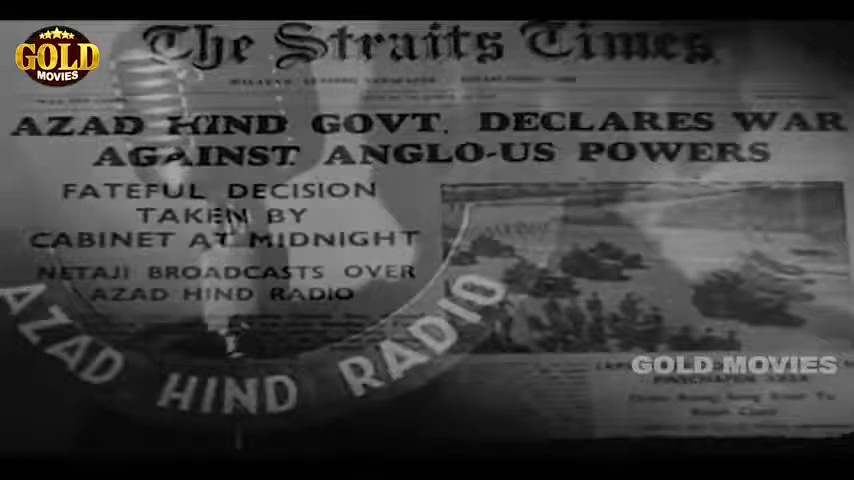 GOLD
MOVIES
The Straits Times
AZAD HIND GOVT. DECLARES WAR
AGAINST ANGLO-US POWERS
FATEFUL DECISION
TAKEN BY
CABINET AT MIDNIGHT
NETAJI BROADCASTS OVER
AZAD HIND RADIO
AZAD HIND RADIO
GOLD MOVIES